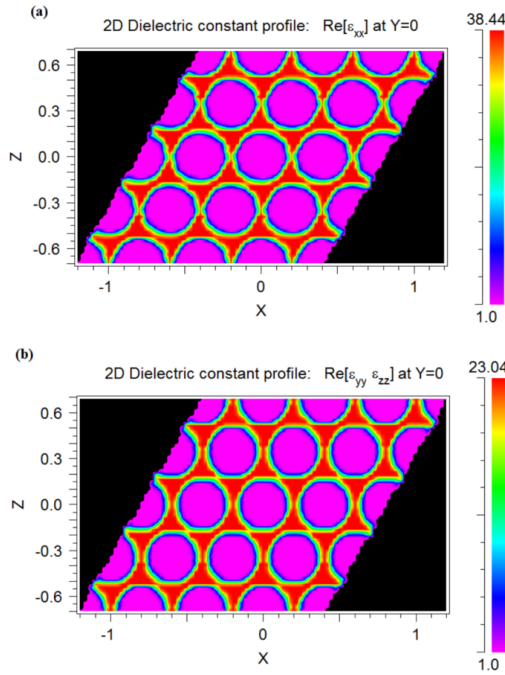 (a)
2D Dielectric constant profile: Re[εxx] at Y=0
38.44
0.6
0.3
0.0
-0.3
-0.6
Z
-1 0 1
X
1.0
(b)
2D Dielectric constant profile: Re[εyy εzz] at Y=0
23.04
0.6
0.3
0.0
-0.3
-0.6
Z
-1 0 1
X
1.0